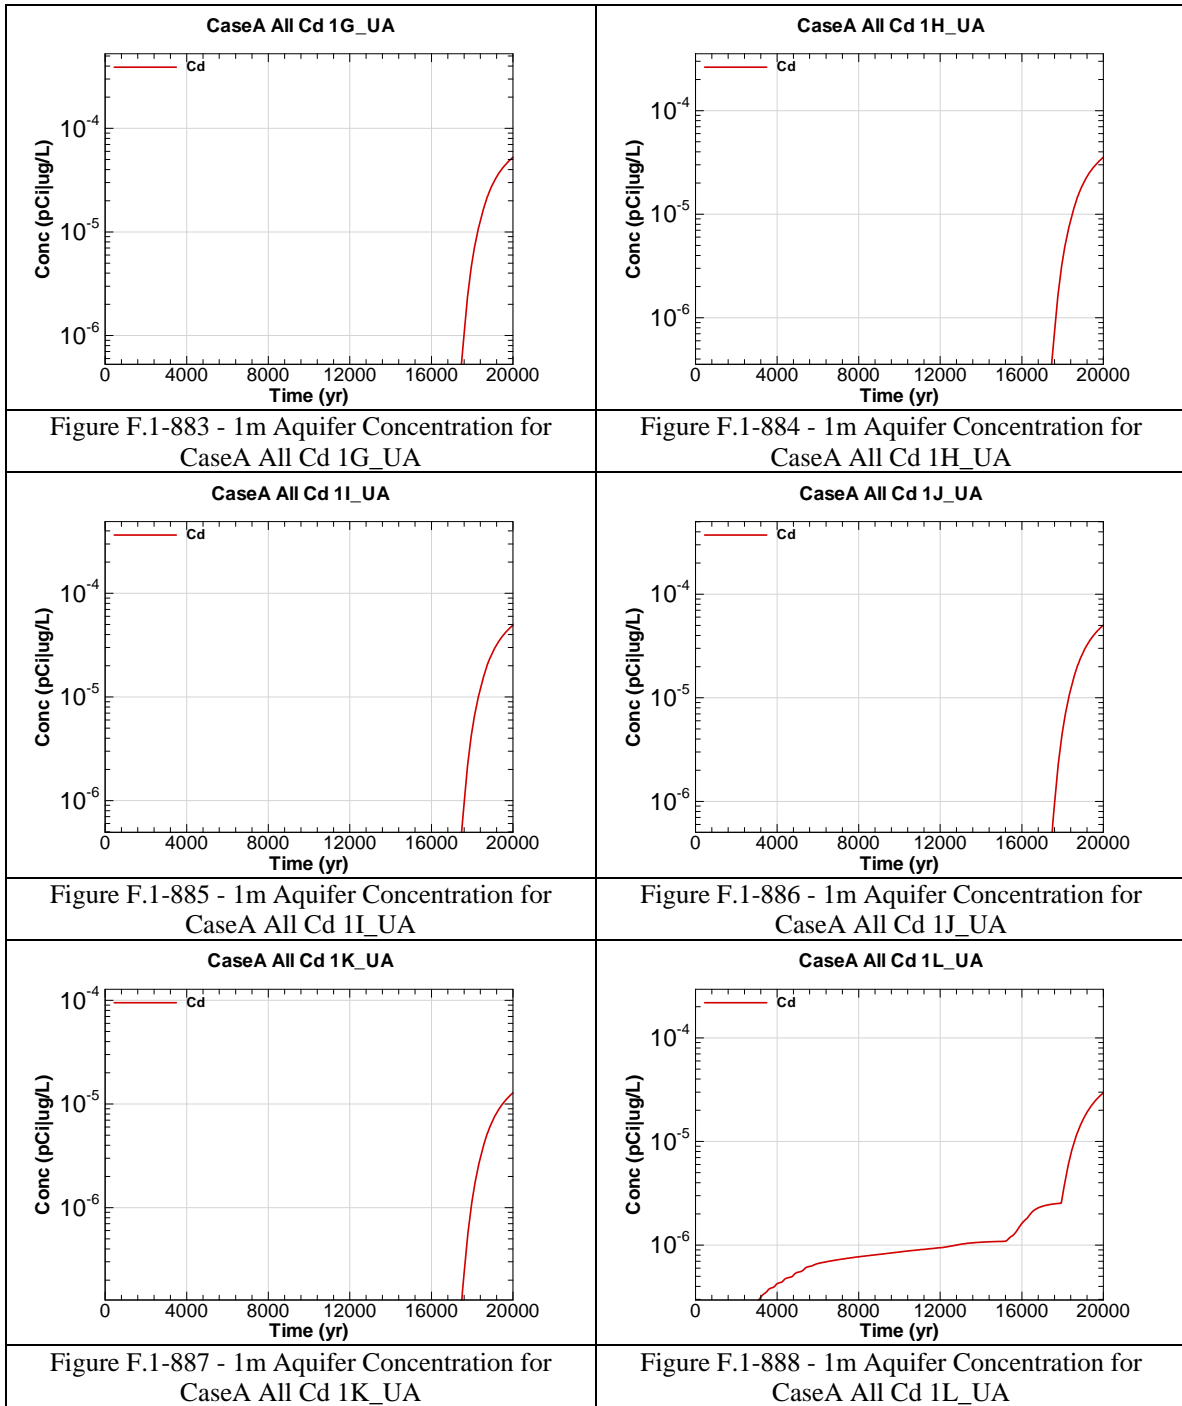 CaseA All Cd 1G_UA
Cd
Conc (pCi|ug/L)
10-4
10-5
10-6
0 4000 8000 12000 16000 20000
Time (yr)
Figure F.1-883 - 1m Aquifer Concentration for
CaseA All Cd 1G_UA
CaseA All Cd 1H_UA
Cd
Conc (pCi|ug/L)
10-4
10-5
10-6
0 4000 8000 12000 16000 20000
Time (yr)
Figure F.1-884 - 1m Aquifer Concentration for
CaseA All Cd 1H_UA
CaseA All Cd 1I_UA
Cd
Conc (pCi|ug/L)
10-4
10-5
10-6
0 4000 8000 12000 16000 20000
Time (yr)
Figure F.1-885 - 1m Aquifer Concentration for
CaseA All Cd 1I_UA
CaseA All Cd 1J_UA
Cd
Conc (pCi|ug/L)
10-4
10-5
10-6
0 4000 8000 12000 16000 20000
Time (yr)
Figure F.1-886 - 1m Aquifer Concentration for
CaseA All Cd 1J_UA
CaseA All Cd 1K_UA
Cd
Conc (pCi|ug/L)
10-4
10-5
10-6
0 4000 8000 12000 16000 20000
Time (yr)
Figure F.1-887 - 1m Aquifer Concentration for
CaseA All Cd 1K_UA
CaseA All Cd 1L_UA
Cd
Conc (pCi|ug/L)
10-4
10-5
10-6
0 4000 8000 12000 16000 20000
Time (yr)
Figure F.1-888 - 1m Aquifer Concentration for
CaseA All Cd 1L_UA